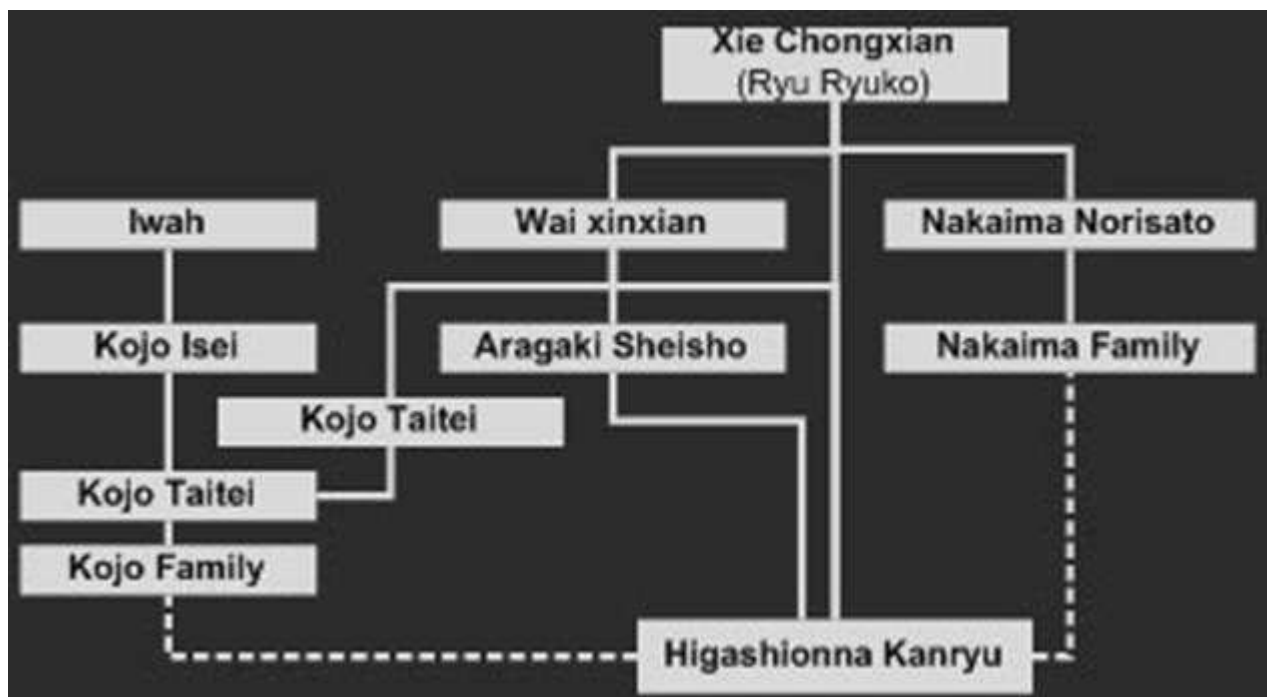 Xie Chongxian
(Ryu Ryuko)
Iwah
Wai xinxian
Nakaima Norisato
Kojo Isei
Aragaki Sheisho
Nakaima Family
Kojo Taitei
Kojo Taitei
Kojo Family
Higashionna Kanryu